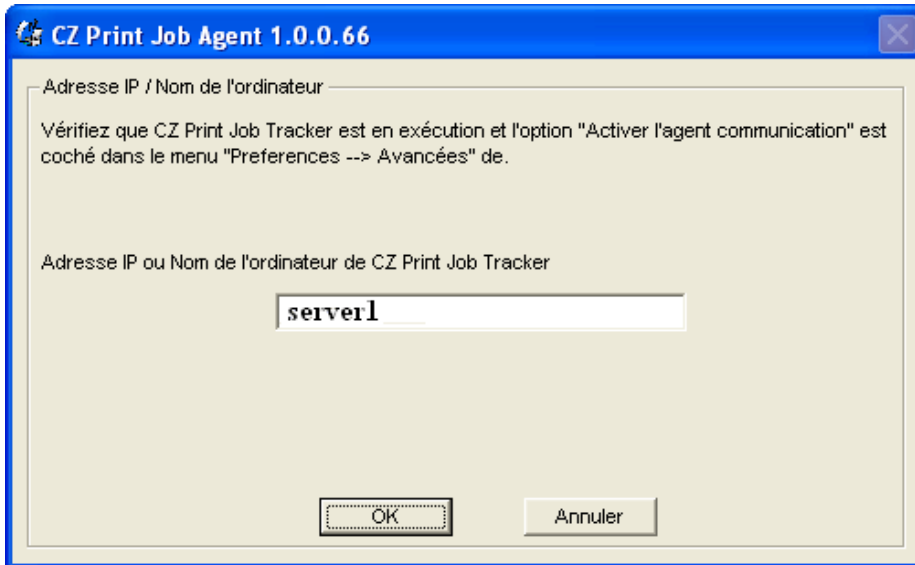 CZ Print Job Agent 1.0.0.66
Adresse IP / Nom de l'ordinateur
Vérifiez que CZ Print Job Tracker est en exécution et l'option "Activer l'agent communication" est
coché dans le menu "Preferences --> Avancées" de.
Adresse IP ou Nom de l'ordinateur de CZ Print Job Tracker
server1
OK Annuler